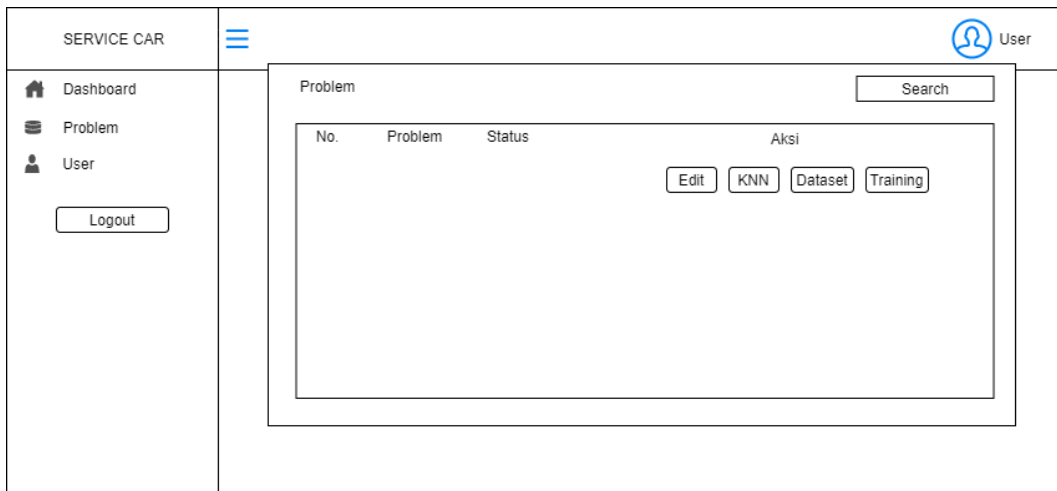 SERVICE CAR
User
Dashboard
Problem
User
Logout
Problem
Search
No. Problem Status Aksi
Edit KNN Dataset Training